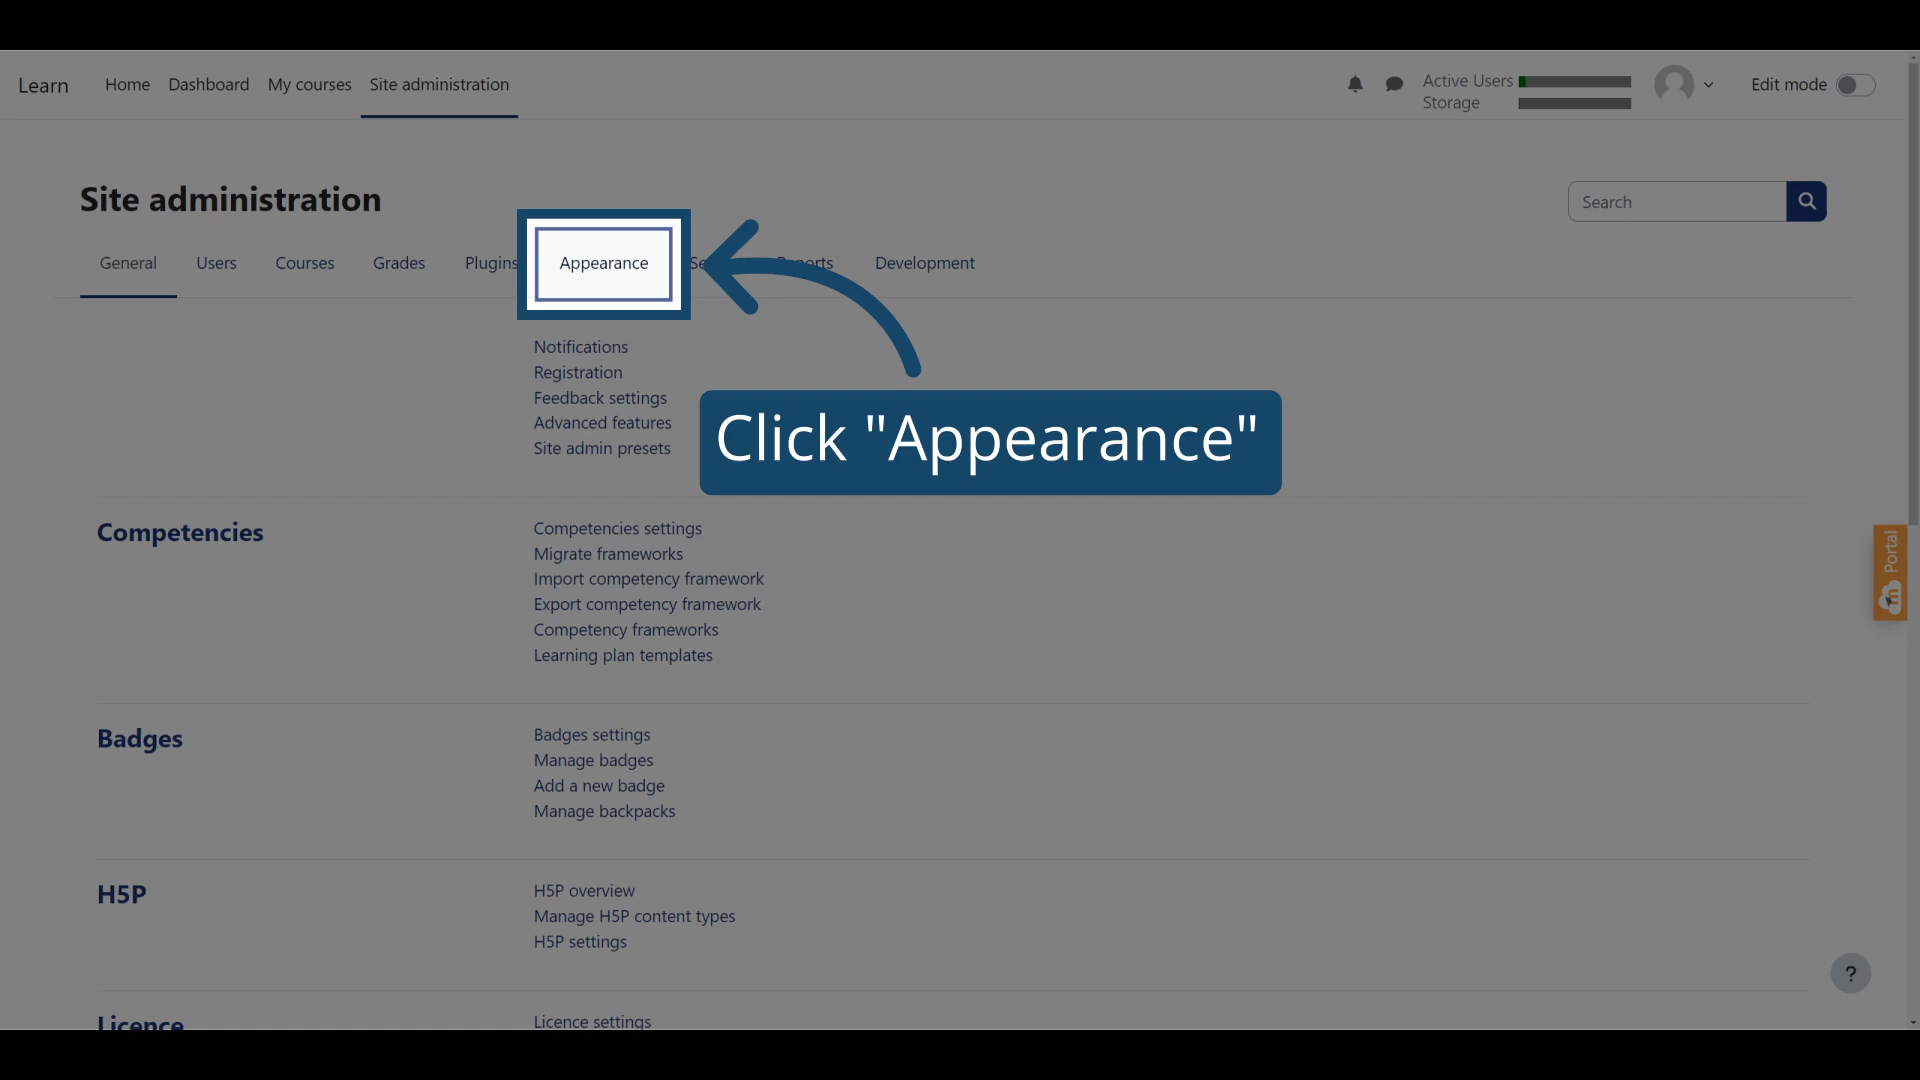 Learn Home Dashboard My courses Site administration Active Users Edit mode
Storage
Site administration
Search
General Users Courses Grades Plugins Appearance Reports Development
Notifications
Registration
Feedback settings
Advanced features
Site admin presets
Click "Appearance"
Competencies
Competencies settings
Migrate frameworks
Import competency framework
Export competency framework
Competency frameworks
Learning plan templates
Portal
Badges
Badges settings
Manage badges
Add a new badge
Manage backpacks
H5P
H5P overview
Manage H5P content types
H5P settings
?
Licence
Licence settings